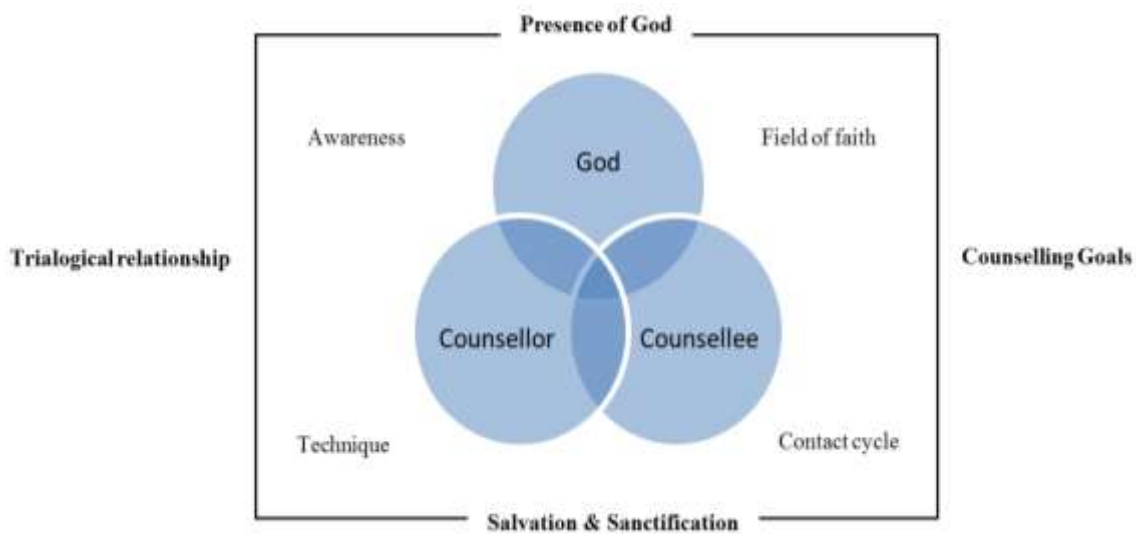 Presence of God
Awareness
Field of faith
God
Trialogical relationship
Counselling Goals
Counsellor
Counsellee
Technique
Contact cycle
Salvation & Sanctification